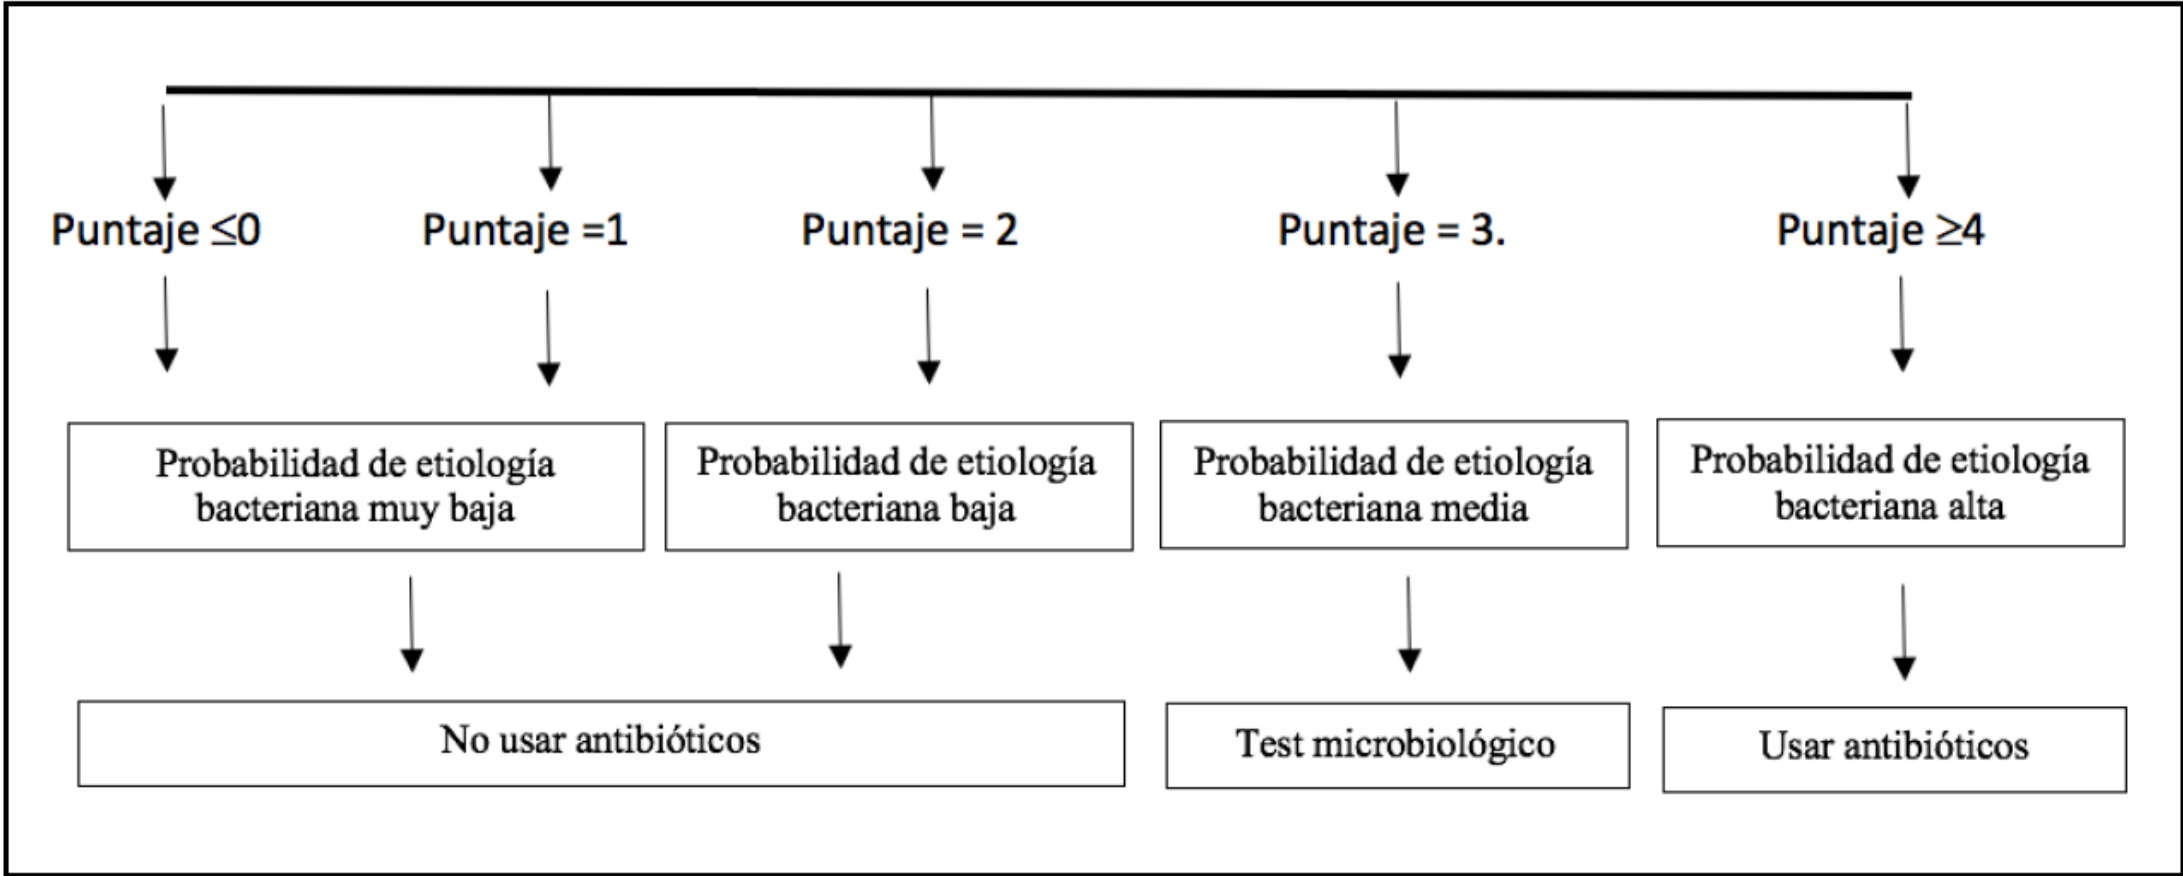 Puntaje ≤0
Puntaje =1
Puntaje = 2
Puntaje = 3.
Puntaje ≥4
Probabilidad de etiología
bacteriana muy baja
Probabilidad de etiología
bacteriana baja
Probabilidad de etiología
bacteriana media
Probabilidad de etiología
bacteriana alta
No usar antibióticos
Test microbiológico
Usar antibióticos